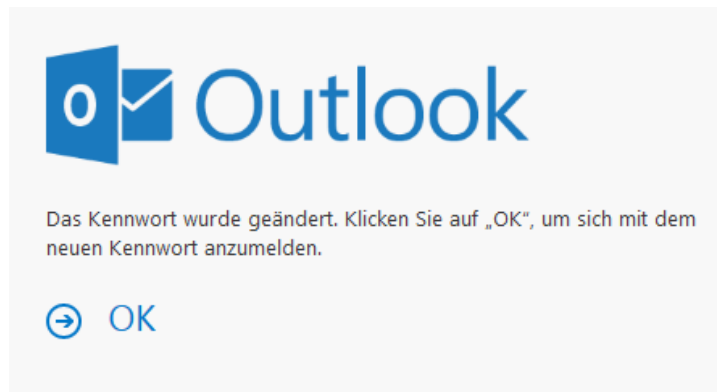 Outlook
Das Kennwort wurde geändert. Klicken Sie auf „OK“, um sich mit dem
neuen Kennwort anzumelden.
OK